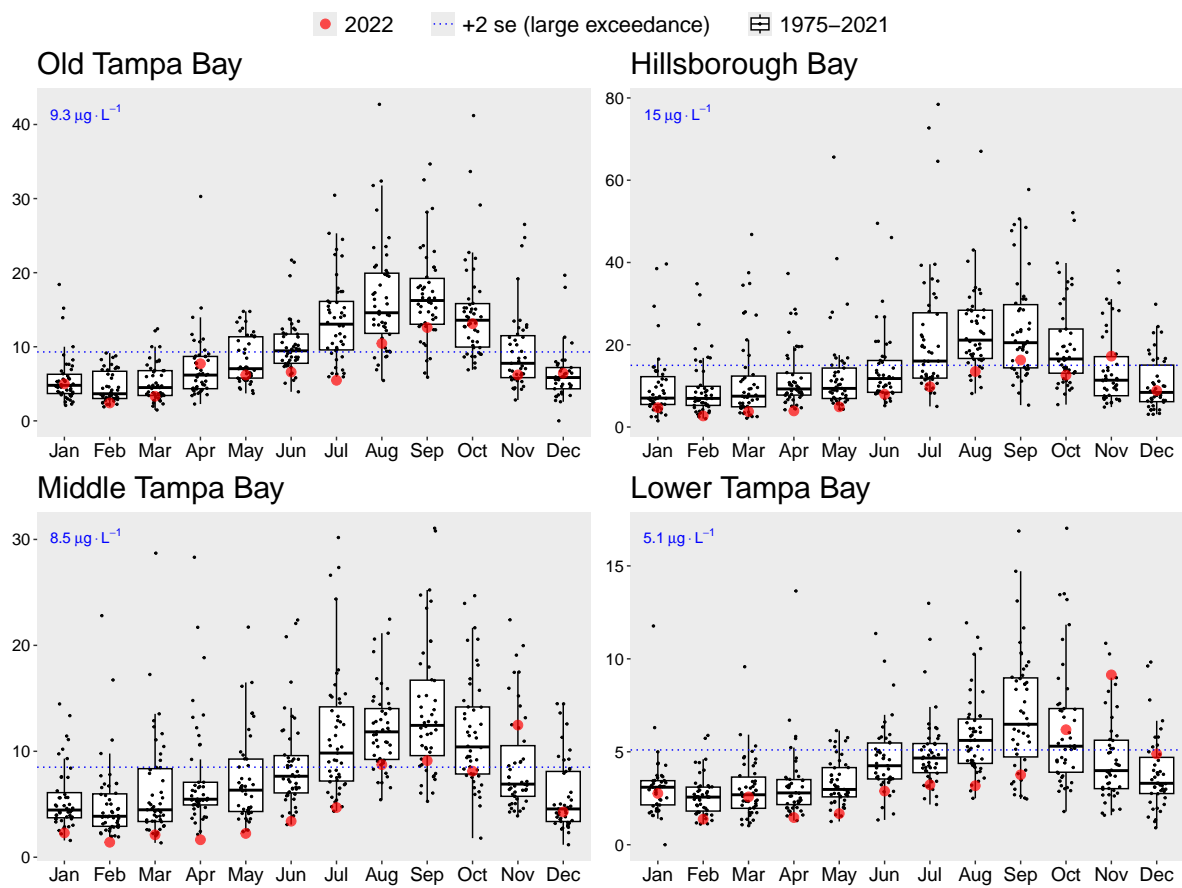 2022 +2 se (large exceedance) 1975−2021
Old Tampa Bay
9.3 μg⋅L⁻¹
40
30
20
10
0
Jan Feb Mar Apr May Jun Jul Aug Sep Oct Nov Dec
Hillsborough Bay
15 μg⋅L⁻¹
80
60
40
20
0
Jan Feb Mar Apr May Jun Jul Aug Sep Oct Nov Dec
Middle Tampa Bay
8.5 μg⋅L⁻¹
30
20
10
0
Jan Feb Mar Apr May Jun Jul Aug Sep Oct Nov Dec
Lower Tampa Bay
5.1 μg⋅L⁻¹
15
10
5
0
Jan Feb Mar Apr May Jun Jul Aug Sep Oct Nov Dec